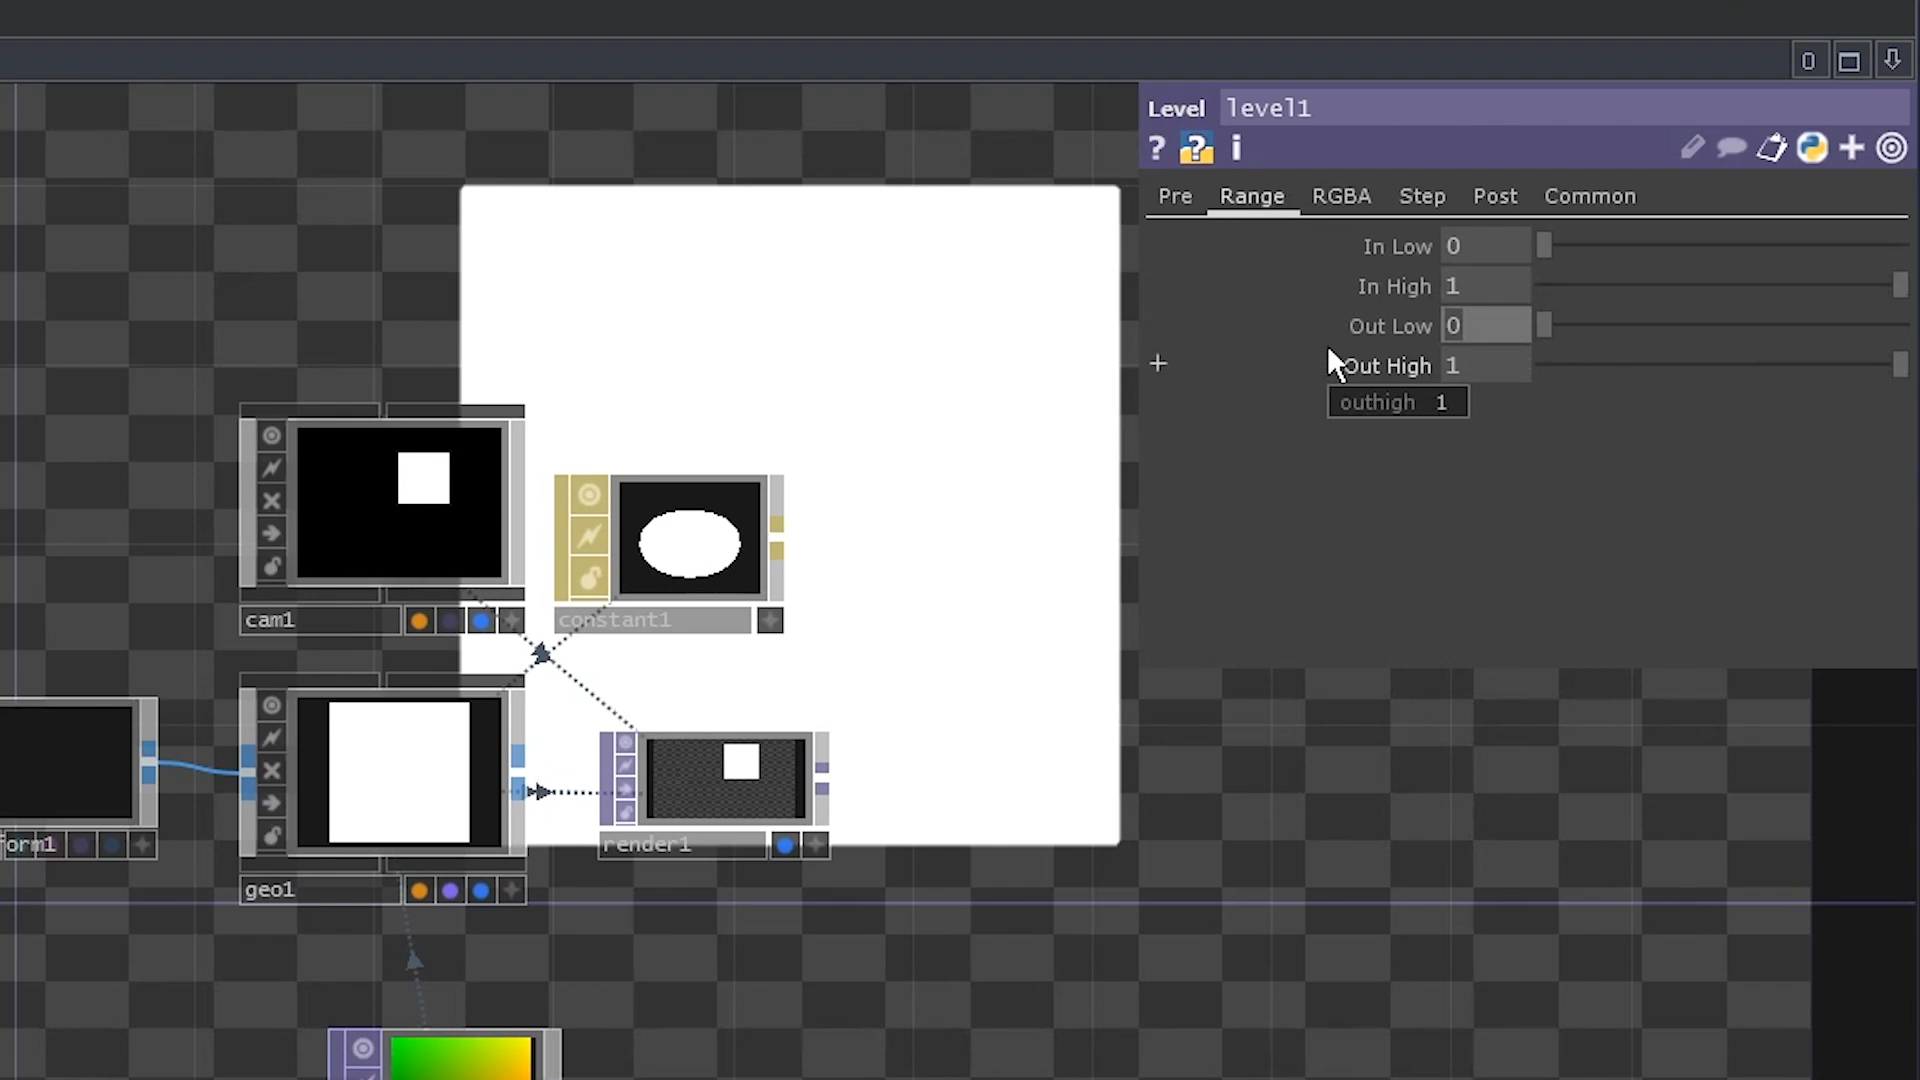 0
Level level1
? ? i
Pre Range RGBA Step Post Common
In Low 0
In High 1
Out Low 0
Out High 1
outhigh 1
cam1
constant1
form1
render1
geo1